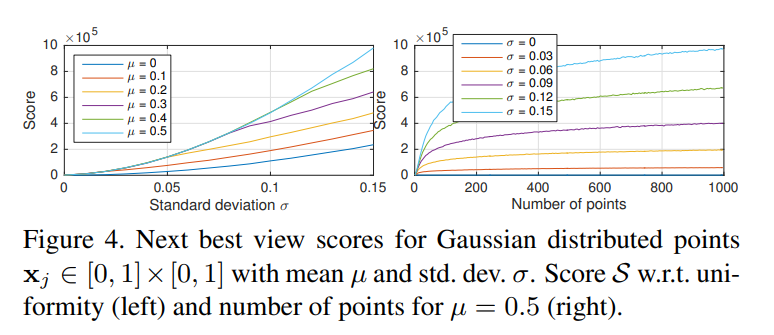 × 10⁵
10
8
6
4
2
0
Score
μ = 0
μ = 0.1
μ = 0.2
μ = 0.3
μ = 0.4
μ = 0.5
0 0.05 0.1 0.15
Standard deviation σ
× 10⁵
10
8
6
4
2
0
Score
σ = 0
σ = 0.03
σ = 0.06
σ = 0.09
σ = 0.12
σ = 0.15
0 200 400 600 800 1000
Number of points
Figure 4. Next best view scores for Gaussian distributed points
𝐱ⱼ ∈ [0, 1]×[0, 1] with mean μ and std. dev. σ. Score 𝒮 w.r.t. uni-
formity (left) and number of points for μ = 0.5 (right).